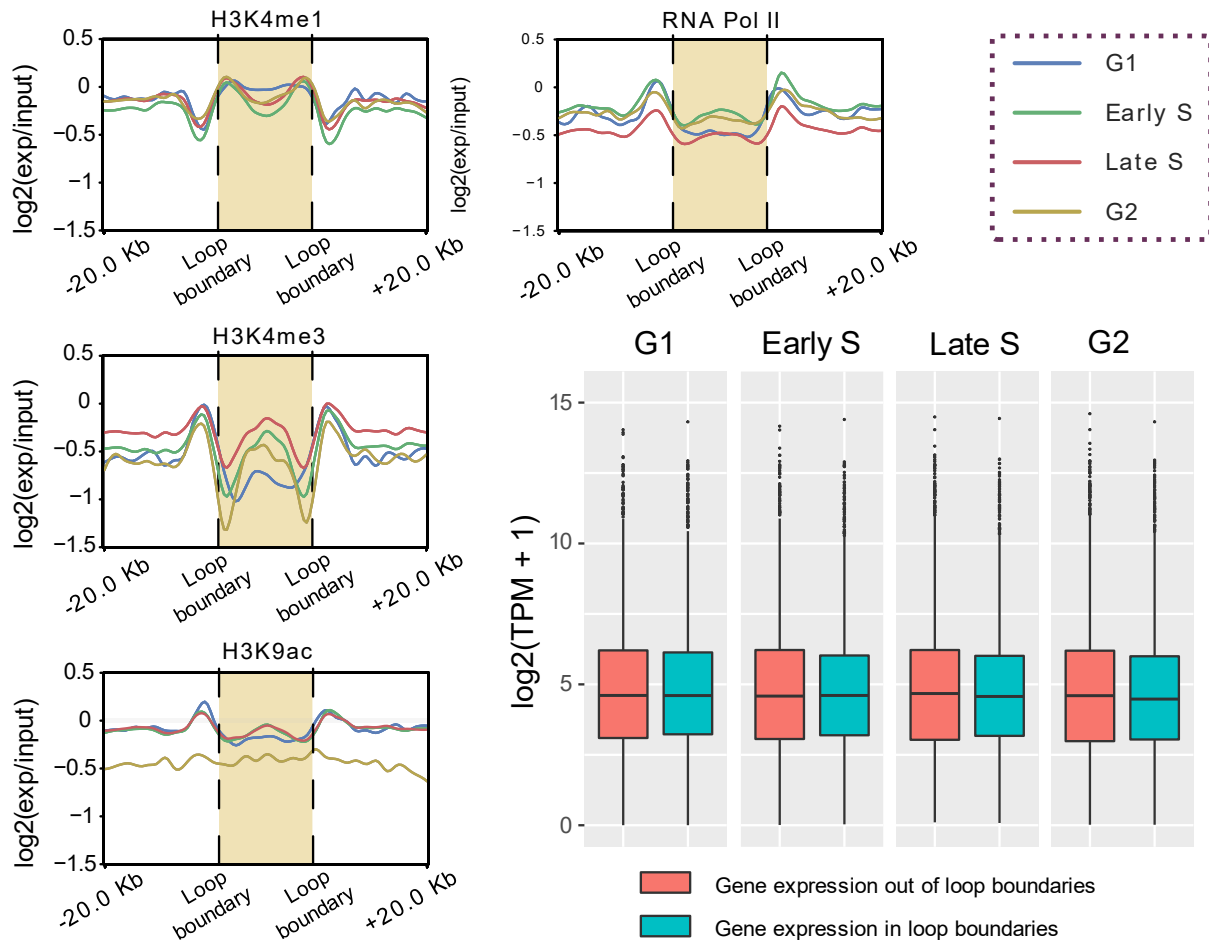 H3K4me1
log2(exp/input)
0.5
0
−0.5
−1
−1.5
-20.0 Kb
Loop
boundary
Loop
boundary
+20.0 Kb
RNA Pol II
log2(exp/input)
0.5
0
−0.5
−1
−1.5
-20.0 Kb
Loop
boundary
Loop
boundary
+20.0 Kb
G1
Early S
Late S
G2
H3K4me3
log2(exp/input)
0.5
0
−0.5
−1
−1.5
-20.0 Kb
Loop
boundary
Loop
boundary
+20.0 Kb
H3K9ac
log2(exp/input)
0.5
0
−0.5
−1
−1.5
-20.0 Kb
Loop
boundary
Loop
boundary
+20.0 Kb
G1
Early S
Late S
G2
log2(TPM + 1)
15
10
5
0
Gene expression out of loop boundaries
Gene expression in loop boundaries